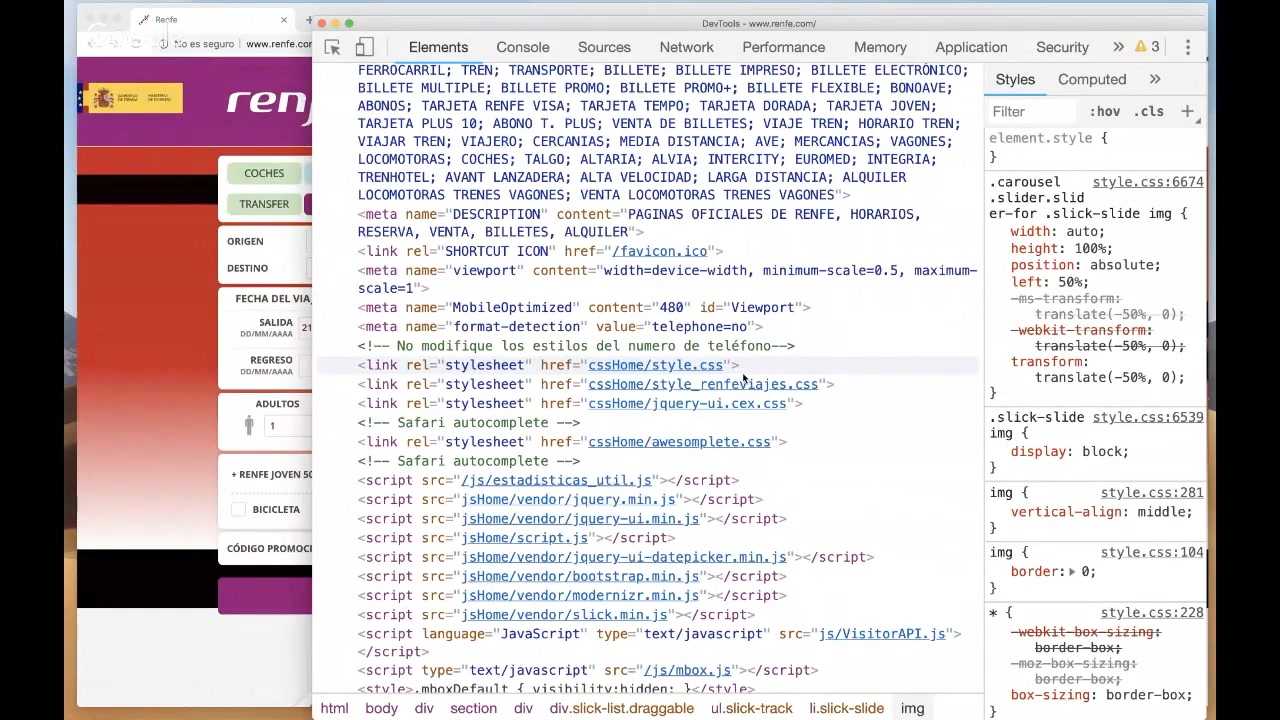 Renfe
No es seguro
www.renfe.com
renf
COCHES
TRANSFER
ORIGEN
DESTINO
FECHA DEL VIAJ
SALIDA
DD/MM/AAAA
21
REGRESO
DD/MM/AAAA
ADULTOS
1
+ RENFE JOVEN 50
BICICLETA
CÓDIGO PROMOCI
DevTools - www.renfe.com/
Elements Console Sources Network Performance Memory Application Security » 3
FERROCARRIL; TREN; TRANSPORTE; BILLETE; BILLETE IMPRESO; BILLETE ELECTRÓNICO;
BILLETE MULTIPLE; BILLETE PROMO; BILLETE PROMO+; BILLETE FLEXIBLE; BONOAVE;
ABONOS; TARJETA RENFE VISA; TARJETA TEMPO; TARJETA DORADA; TARJETA JOVEN;
TARJETA PLUS 10; ABONO T. PLUS; VENTA DE BILLETES; VIAJE TREN; HORARIO TREN;
VIAJAR TREN; VIAJERO; CERCANIAS; MEDIA DISTANCIA; AVE; MERCANCIAS; VAGONES;
LOCOMOTORAS; COCHES; TALGO; ALTARIA; ALVIA; INTERCITY; EUROMED; INTEGRIA;
TRENHOTEL; AVANT LANZADERA; ALTA VELOCIDAD; LARGA DISTANCIA; ALQUILER
LOCOMOTORAS TRENES VAGONES; VENTA LOCOMOTORAS TRENES VAGONES">
<meta name="DESCRIPTION" content="PAGINAS OFICIALES DE RENFE, HORARIOS,
RESERVA, VENTA, BILLETES, ALQUILER">
<link rel="SHORTCUT ICON" href="/favicon.ico">
<meta name="viewport" content="width=device-width, minimum-scale=0.5, maximum-
scale=1">
<meta name="MobileOptimized" content="480" id="Viewport">
<meta name="format-detection" value="telephone=no">
<!-- No modifique los estilos del numero de teléfono-->
<link rel="stylesheet" href="cssHome/style.css">
<link rel="stylesheet" href="cssHome/style_renfeviajes.css">
<link rel="stylesheet" href="cssHome/jquery-ui.cex.css">
<!-- Safari autocomplete -->
<link rel="stylesheet" href="cssHome/awesomplete.css">
<!-- Safari autocomplete -->
<script src="/js/estadisticas_util.js"></script>
<script src="jsHome/vendor/jquery.min.js"></script>
<script src="jsHome/vendor/jquery-ui.min.js"></script>
<script src="jsHome/script.js"></script>
<script src="jsHome/vendor/jquery-ui-datepicker.min.js"></script>
<script src="jsHome/vendor/bootstrap.min.js"></script>
<script src="jsHome/vendor/modernizr.min.js"></script>
<script src="jsHome/vendor/slick.min.js"></script>
<script language="JavaScript" type="text/javascript" src="js/VisitorAPI.js">
</script>
<script type="text/javascript" src="/js/mbox.js"></script>
<style>.mboxDefault { visibility:hidden; }</style>
html body div section div div.slick-list.draggable ul.slick-track li.slick-slide img
Styles Computed »
Filter :hov .cls +
element.style {
}
.carousel style.css:6674
.slider.slid
er-for .slick-slide img {
width: auto;
height: 100%;
position: absolute;
left: 50%;
-ms-transform:
translate(-50%, 0);
-webkit-transform:
translate(-50%, 0);
transform:
translate(-50%, 0);
}
.slick-slide style.css:6539
img {
display: block;
}
img { style.css:281
vertical-align: middle;
}
img { style.css:104
border: 0;
}
* { style.css:228
-webkit-box-sizing:
border-box;
-moz-box-sizing:
border-box;
box-sizing: border-box;
}